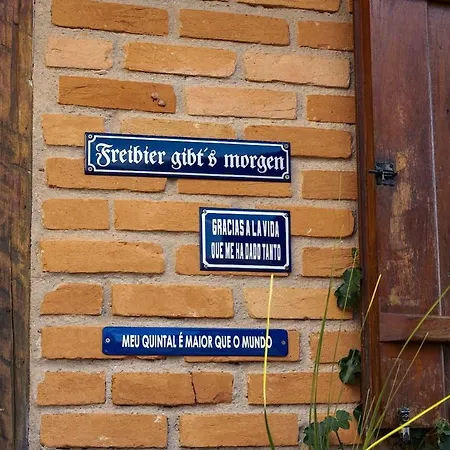 Freibier gibt´s morgen
GRACIAS A LA VIDA
QUE ME HA DADO TANTO
MEU QUINTAL É MAIOR QUE O MUNDO